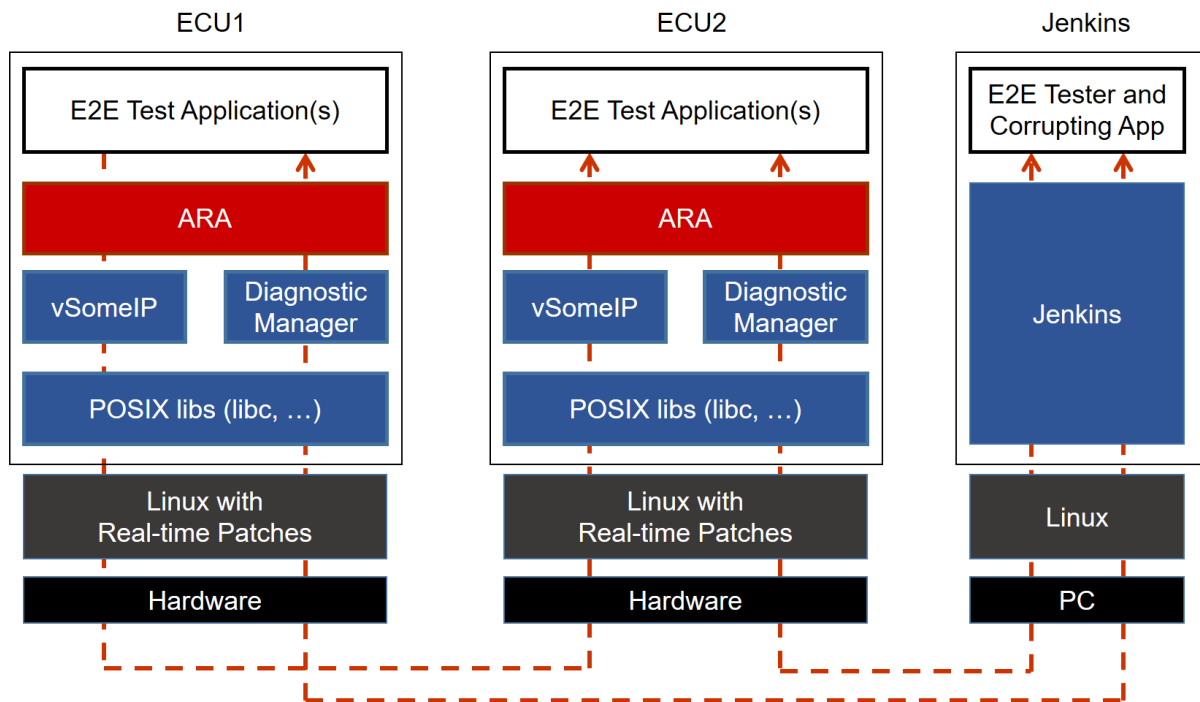 ECU1
E2E Test Application(s)
ARA
vSomeIP
Diagnostic
Manager
POSIX libs (libc, …)
Linux with
Real-time Patches
Hardware
ECU2
E2E Test Application(s)
ARA
vSomeIP
Diagnostic
Manager
POSIX libs (libc, …)
Linux with
Real-time Patches
Hardware
Jenkins
E2E Tester and
Corrupting App
Jenkins
Linux
PC